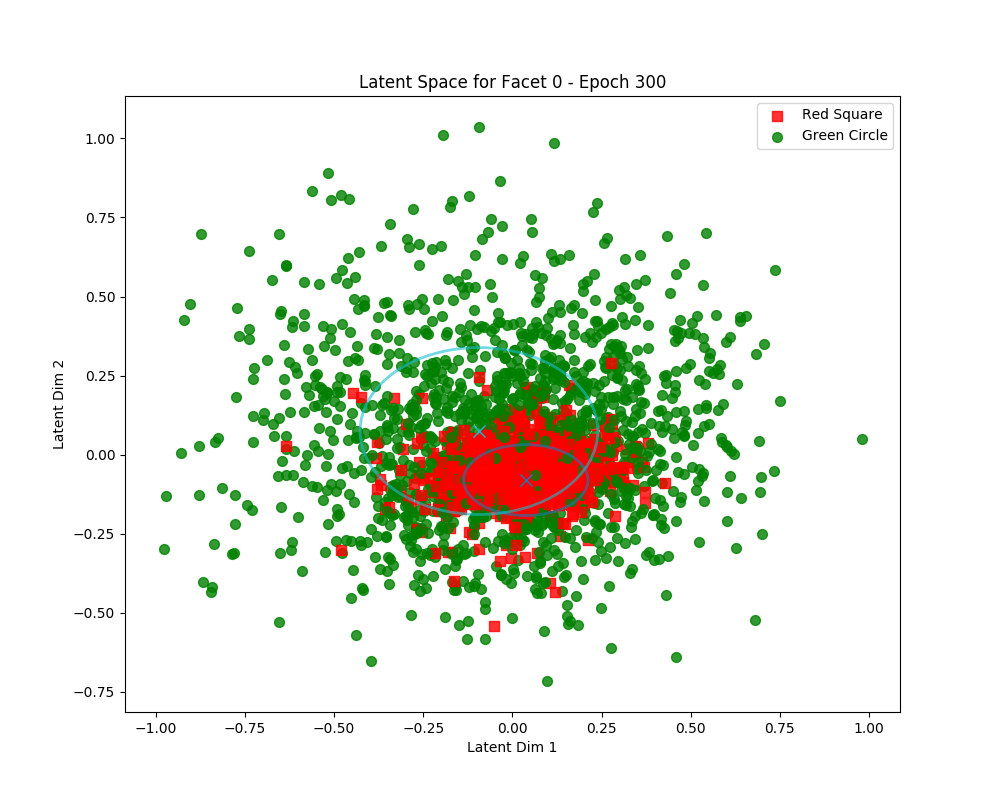 Latent Space for Facet 0 - Epoch 300
Red Square
Green Circle
1.00
0.75
0.50
0.25
0.00
−0.25
−0.50
−0.75
Latent Dim 2
−1.00 −0.75 −0.50 −0.25 0.00 0.25 0.50 0.75 1.00
Latent Dim 1